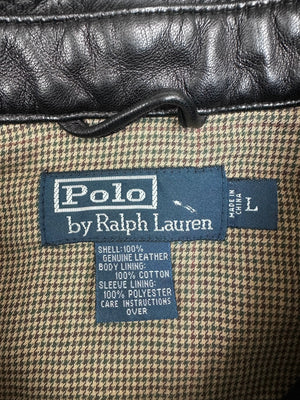 Polo
by Ralph Lauren
MADE IN
CHINA
L
SHELL: 100%
GENUINE LEATHER
BODY LINING:
100% COTTON
SLEEVE LINING:
100% POLYESTER
CARE INSTRUCTIONS
OVER